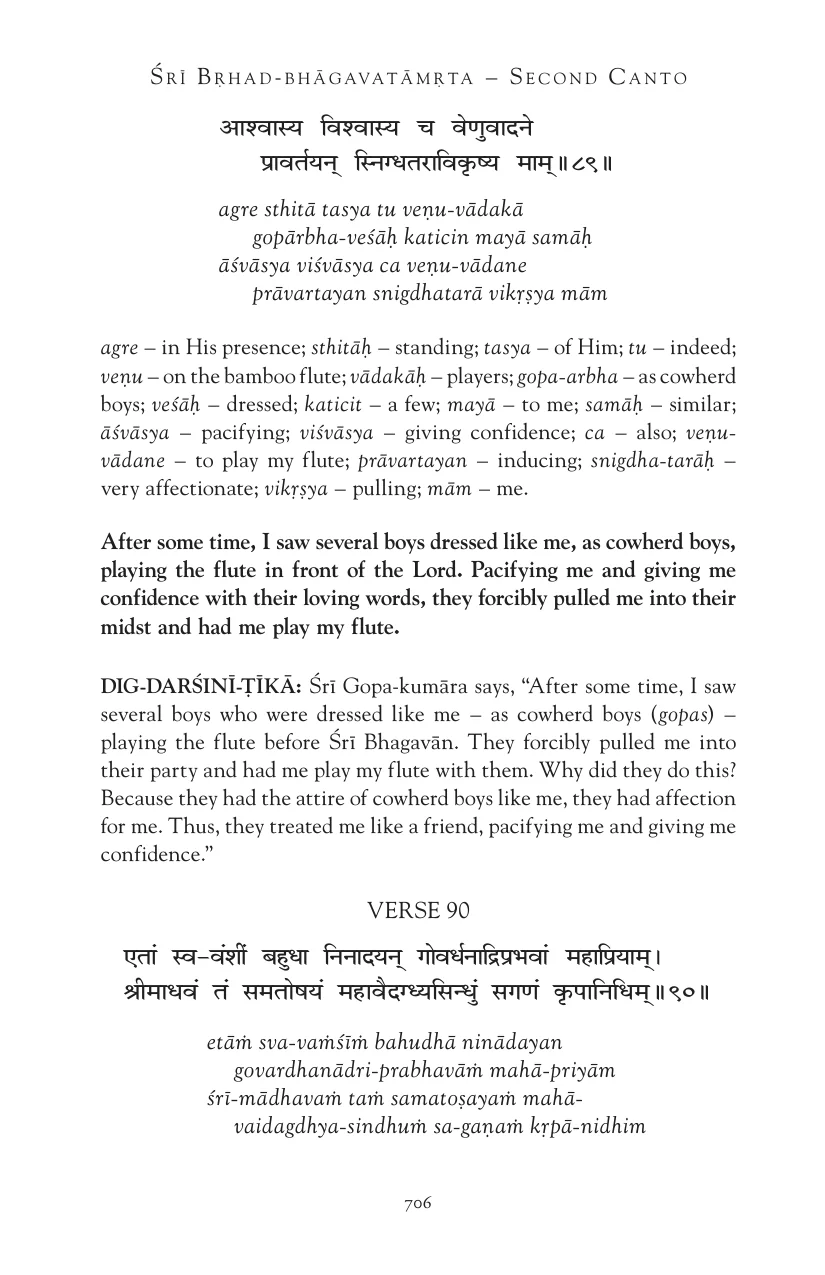 ŚRĪ BṚHAD-BHĀGAVATĀMṚTA – SECOND CANTO
आश्वास्य विश्वास्य च वेणुवादने
प्रावर्तयन् स्निग्धतराविकृष्य माम्॥८९॥
agre sthitā tasya tu veṇu-vādakā
gopārbha-veśāḥ katicin mayā samāḥ
āśvāsya viśvāsya ca veṇu-vādane
prāvartayan snigdhatarā vikṛṣya mām
agre – in His presence; sthitāḥ – standing; tasya – of Him; tu – indeed;
veṇu – on the bamboo flute; vādakāḥ – players; gopa-arbha – as cowherd
boys; veśāḥ – dressed; katicit – a few; mayā – to me; samāḥ – similar;
āśvāsya – pacifying; viśvāsya – giving confidence; ca – also; veṇu-
vādane – to play my flute; prāvartayan – inducing; snigdha-tarāḥ –
very affectionate; vikṛṣya – pulling; mām – me.
After some time, I saw several boys dressed like me, as cowherd boys,
playing the flute in front of the Lord. Pacifying me and giving me
confidence with their loving words, they forcibly pulled me into their
midst and had me play my flute.
DIG-DARŚINĪ-ṬĪKĀ: Śrī Gopa-kumāra says, “After some time, I saw
several boys who were dressed like me – as cowherd boys (gopas) –
playing the flute before Śrī Bhagavān. They forcibly pulled me into
their party and had me play my flute with them. Why did they do this?
Because they had the attire of cowherd boys like me, they had affection
for me. Thus, they treated me like a friend, pacifying me and giving me
confidence.”
VERSE 90
एतां स्व-वंशीं बहुधा निनादयन् गोवर्धनाद्रिप्रभवां महाप्रियाम्।
श्रीमाधवं तं समतोषयं महावैदग्ध्यसिन्धुं सगणं कृपानिधिम्॥९०॥
etāṁ sva-vaṁśīṁ bahudhā ninādayan
govardhanādri-prabhavāṁ mahā-priyām
śrī-mādhavaṁ taṁ samatoṣayaṁ mahā-
vaidagdhya-sindhuṁ sa-gaṇaṁ kṛpā-nidhim
706